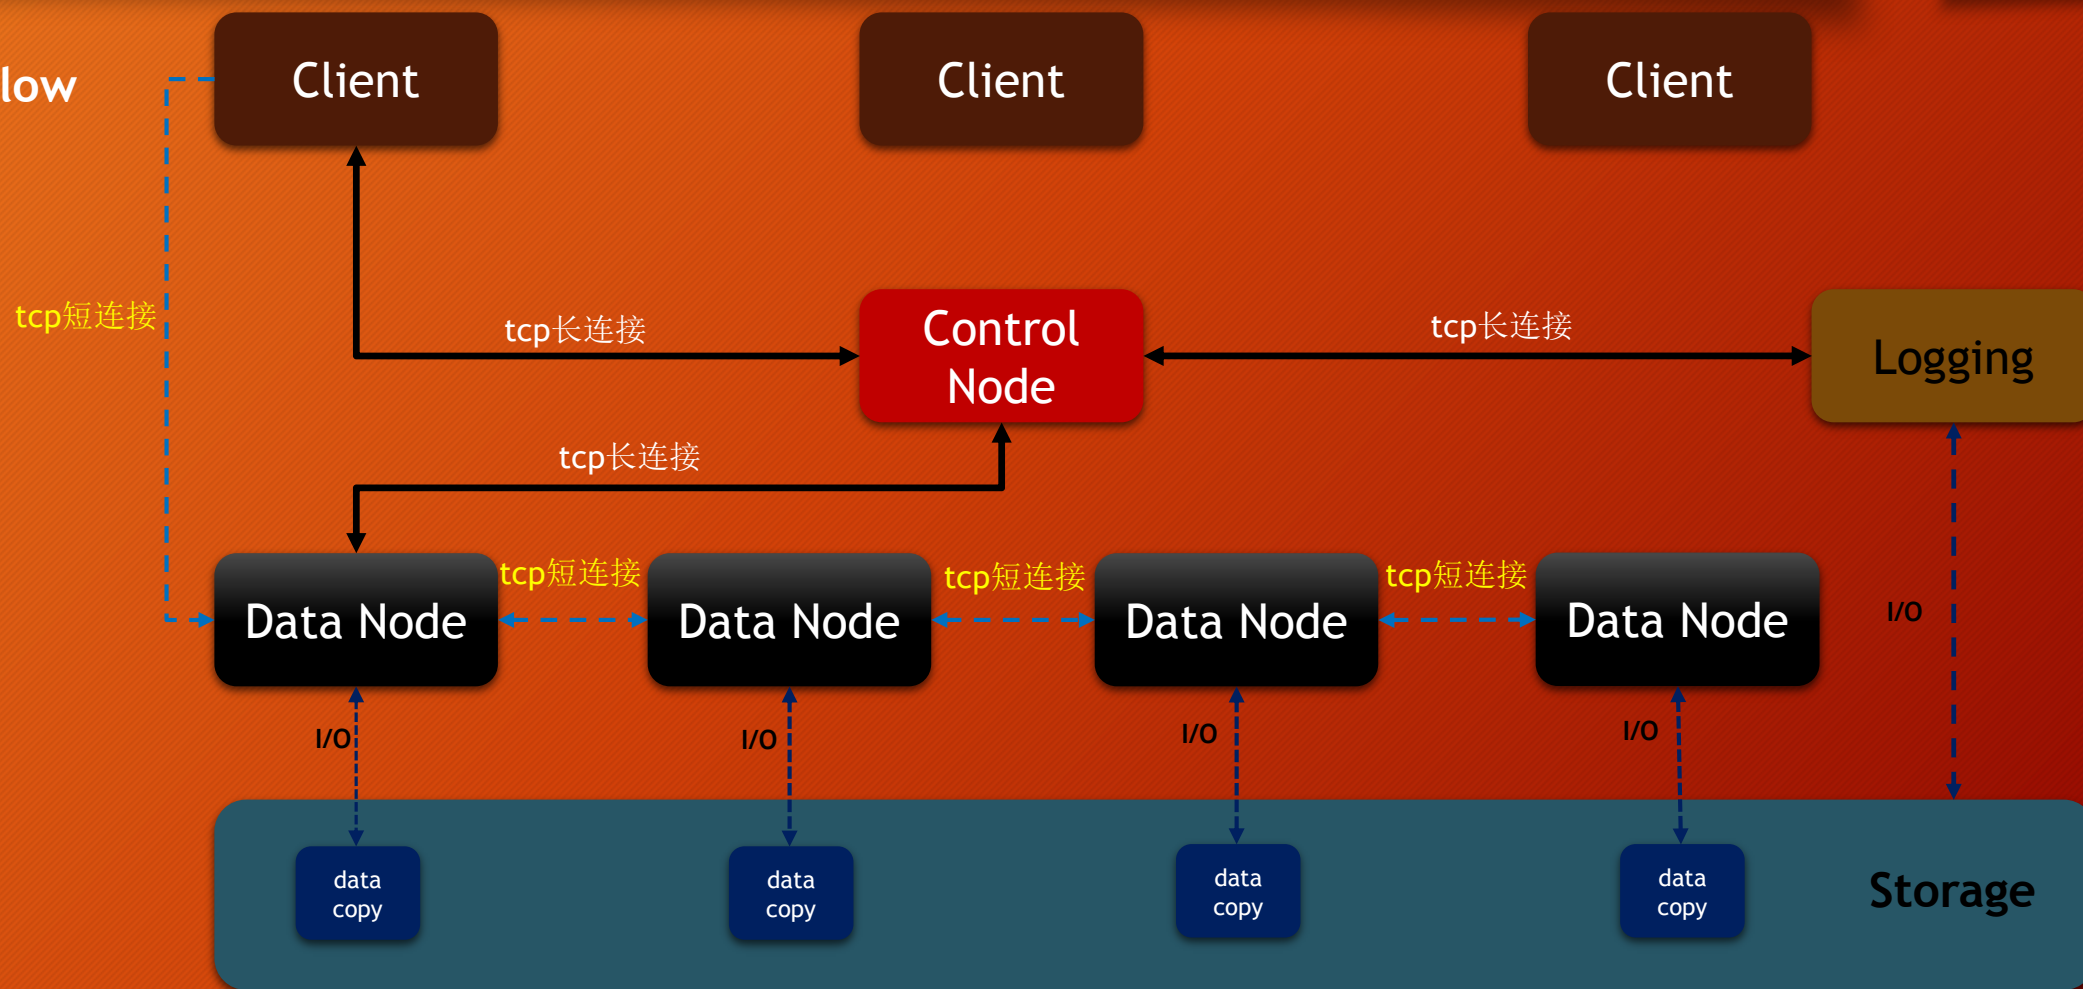 Client
Client
Client
low
tcp短连接
tcp长连接
Control
Node
tcp长连接
Logging
tcp长连接
tcp短连接
tcp短连接
tcp短连接
Data Node
Data Node
Data Node
Data Node
I/O
I/O
I/O
I/O
I/O
data
copy
data
copy
data
copy
data
copy
Storage